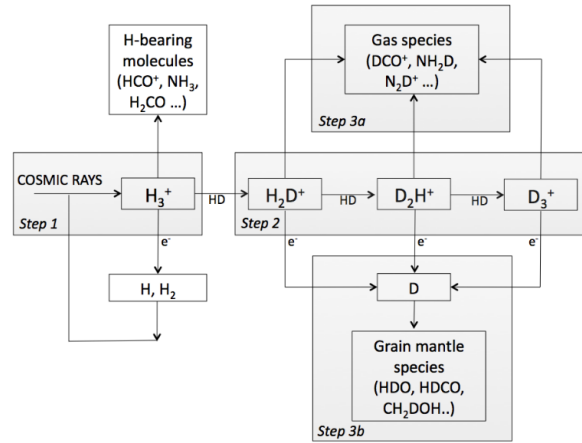 H-bearing
molecules
(HCO⁺, NH₃,
H₂CO ...)
Gas species
(DCO⁺, NH₂D,
N₂D⁺ ...)
Step 3a
COSMIC RAYS
H₃⁺
HD
H₂D⁺
HD
D₂H⁺
HD
D₃⁺
Step 1
Step 2
e⁻
e⁻
e⁻
e⁻
H, H₂
D
Grain mantle
species
(HDO, HDCO,
CH₂DOH..)
Step 3b